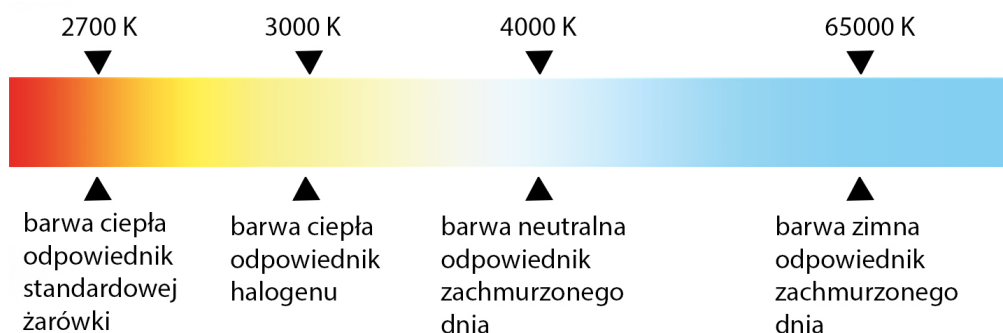 2700 K
3000 K
4000 K
65000 K
barwa ciepła
odpowiednik
standardowej
żarówki
barwa ciepła
odpowiednik
halogenu
barwa neutralna
odpowiednik
zachmurzonego
dnia
barwa zimna
odpowiednik
zachmurzonego
dnia